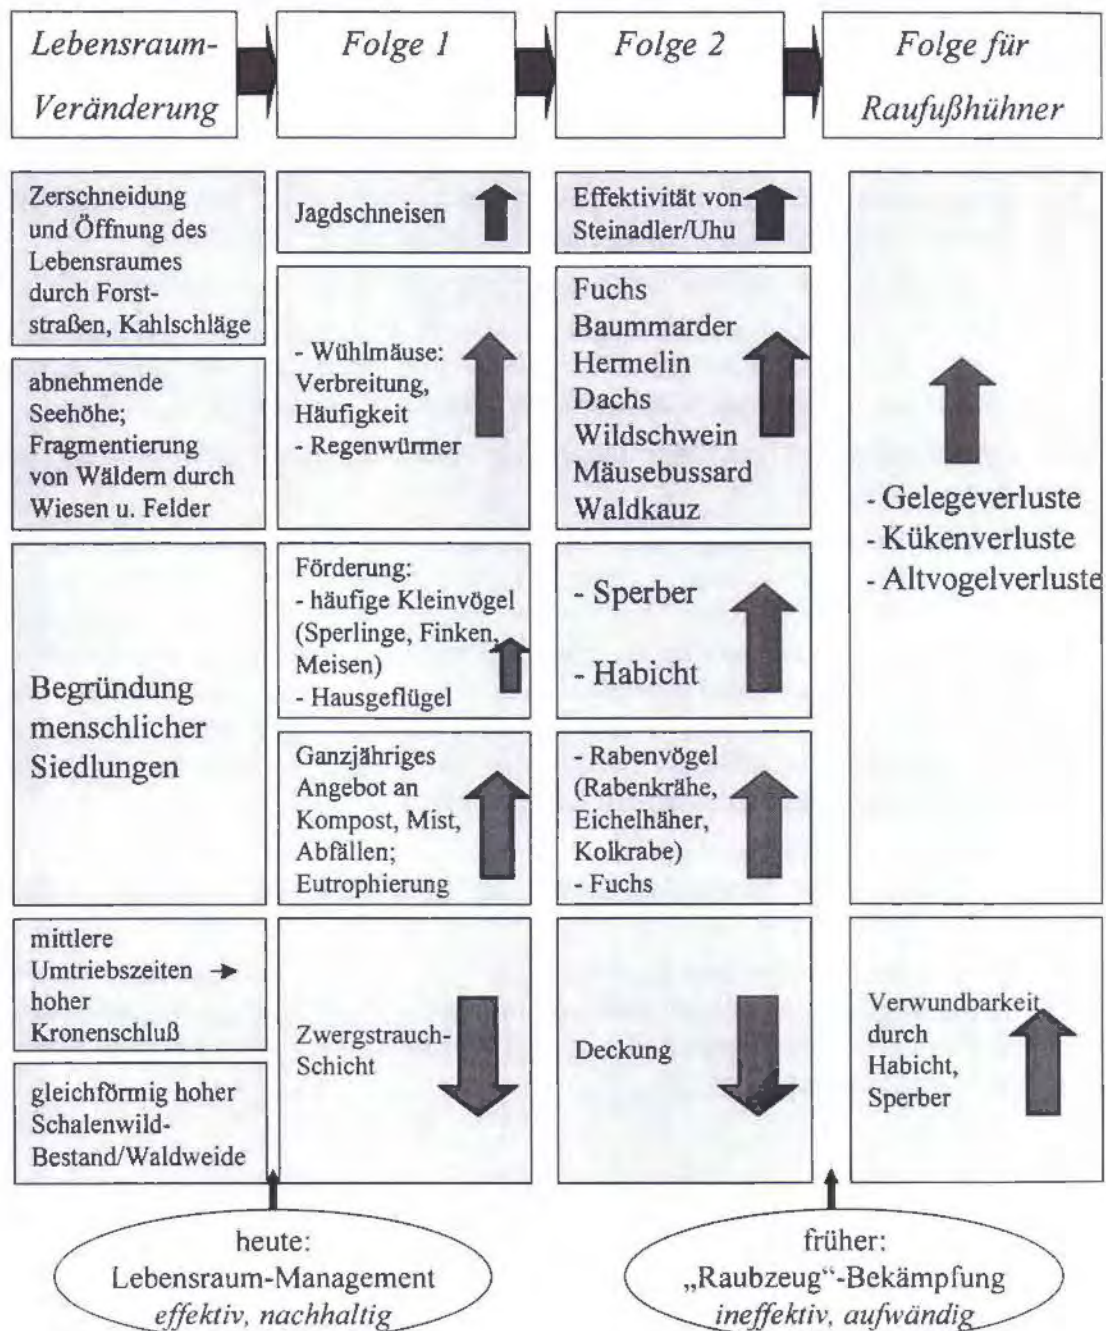 Lebensraum-
Veränderung
Folge 1
Folge 2
Folge für
Raufußhühner
Zerschneidung
und Öffnung des
Lebensraumes
durch Forst-
straßen, Kahlschläge
Jagdschneisen
Effektivität von
Steinadler/Uhu
abnehmende
Seehöhe;
Fragmentierung
von Wäldern durch
Wiesen u. Felder
- Wühlmäuse:
Verbreitung,
Häufigkeit
- Regenwürmer
Fuchs
Baummarder
Hermelin
Dachs
Wildschwein
Mäusebussard
Waldkauz
- Gelegeverluste
- Kükenverluste
- Altvogelverluste
Begründung
menschlicher
Siedlungen
Förderung:
- häufige Kleinvögel
(Sperlinge, Finken,
Meisen)
- Hausgeflügel
- Sperber
- Habicht
Ganzjähriges
Angebot an
Kompost, Mist,
Abfällen;
Eutrophierung
- Rabenvögel
(Rabenkrähe,
Eichelhäher,
Kolkrabe)
- Fuchs
mittlere
Umtriebszeiten →
hoher
Kronenschluß
gleichförmig hoher
Schalenwild-
Bestand/Waldweide
Zwergstrauch-
Schicht
Deckung
Verwundbarkeit
durch
Habicht,
Sperber
heute:
Lebensraum-Management
effektiv, nachhaltig
früher:
„Raubzeug“-Bekämpfung
ineffektiv, aufwändig